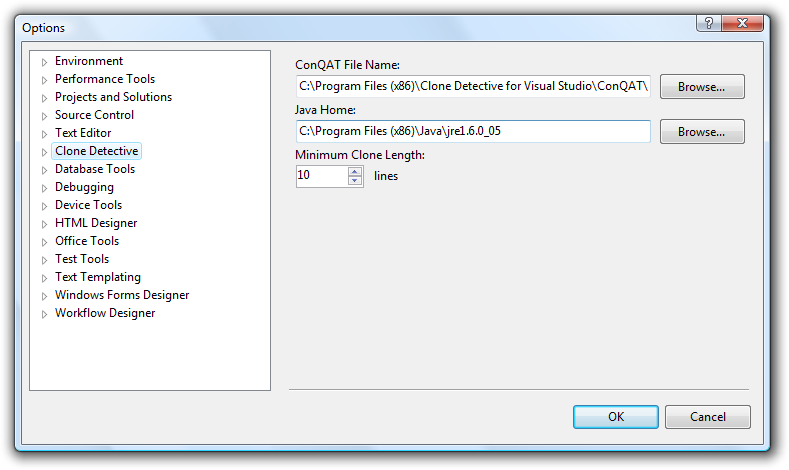 Options
Environment
Performance Tools
Projects and Solutions
Source Control
Text Editor
Clone Detective
Database Tools
Debugging
Device Tools
HTML Designer
Office Tools
Test Tools
Text Templating
Windows Forms Designer
Workflow Designer
ConQAT File Name:
C:\Program Files (x86)\Clone Detective for Visual Studio\ConQAT\
Browse...
Java Home:
C:\Program Files (x86)\Java\jre1.6.0_05
Browse...
Minimum Clone Length:
10 lines
OK Cancel